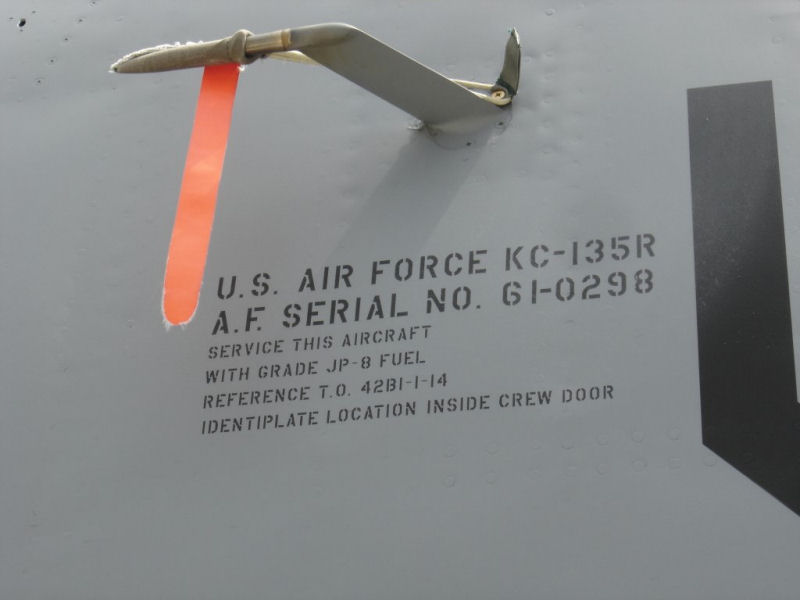 U.S. AIR FORCE KC-135R
A.F. SERIAL NO. 61-0298
SERVICE THIS AIRCRAFT
WITH GRADE JP-8 FUEL
REFERENCE T.O. 42B1-1-14
IDENTIPLATE LOCATION INSIDE CREW DOOR